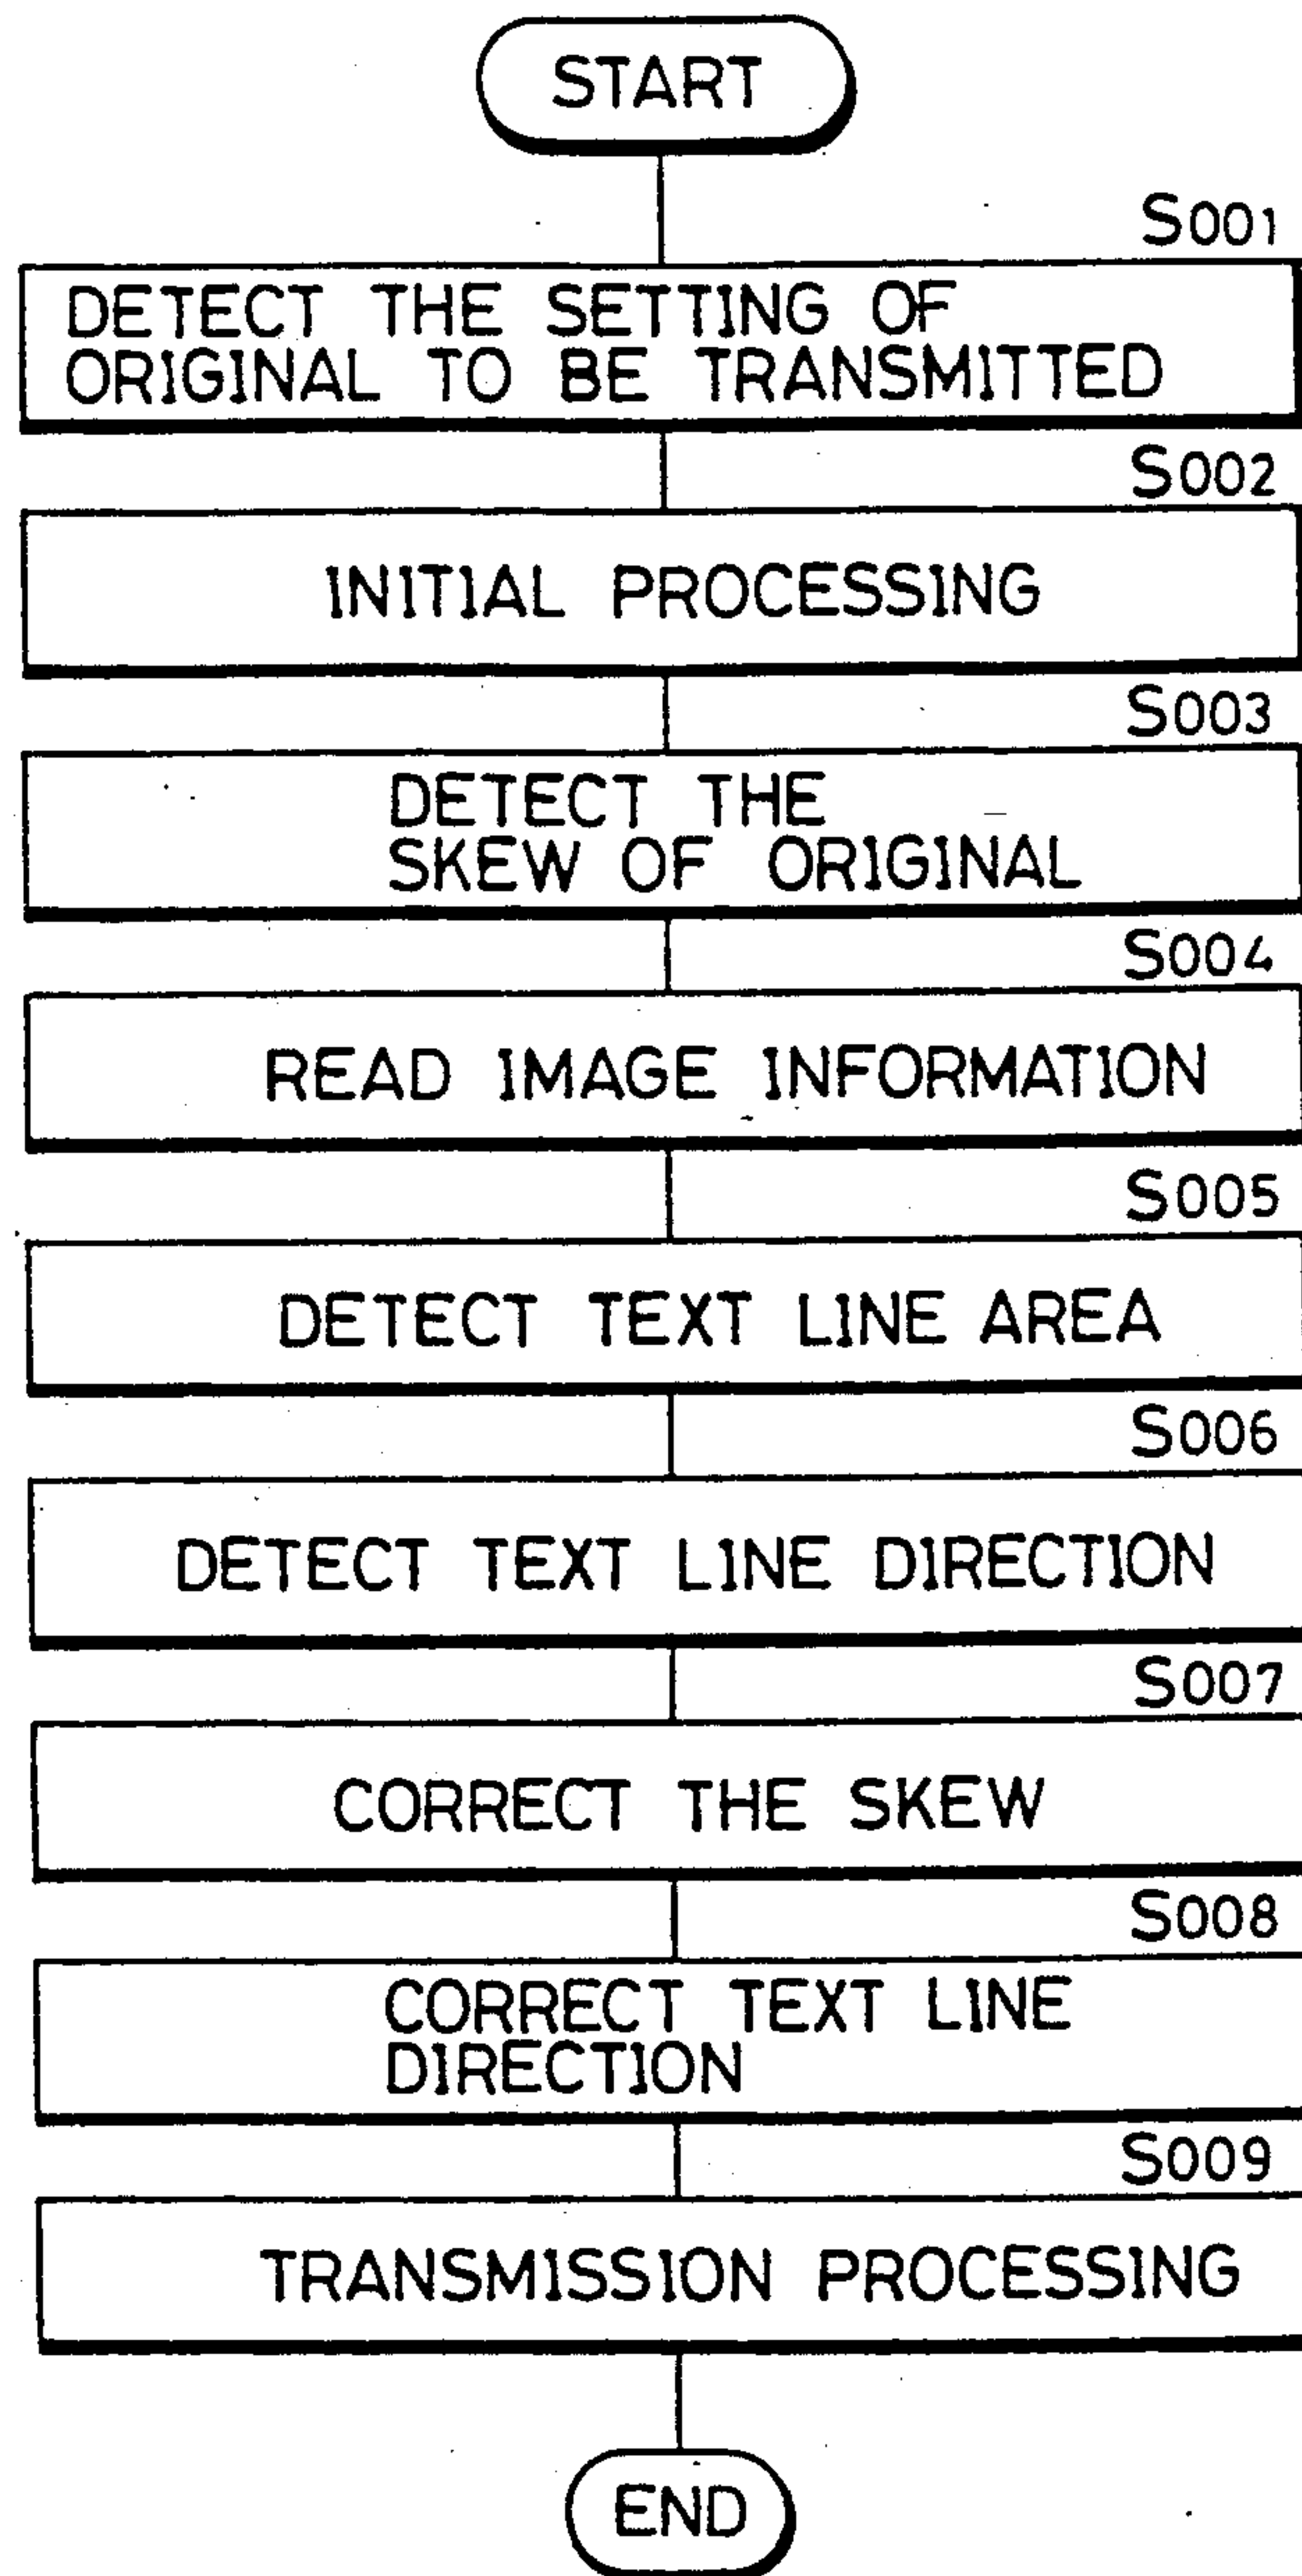 START
S001
DETECT THE SETTING OF
ORIGINAL TO BE TRANSMITTED
S002
INITIAL PROCESSING
S003
DETECT THE
SKEW OF ORIGINAL
S004
READ IMAGE INFORMATION
S005
DETECT TEXT LINE AREA
S006
DETECT TEXT LINE DIRECTION
S007
CORRECT THE SKEW
S008
CORRECT TEXT LINE
DIRECTION
S009
TRANSMISSION PROCESSING
END